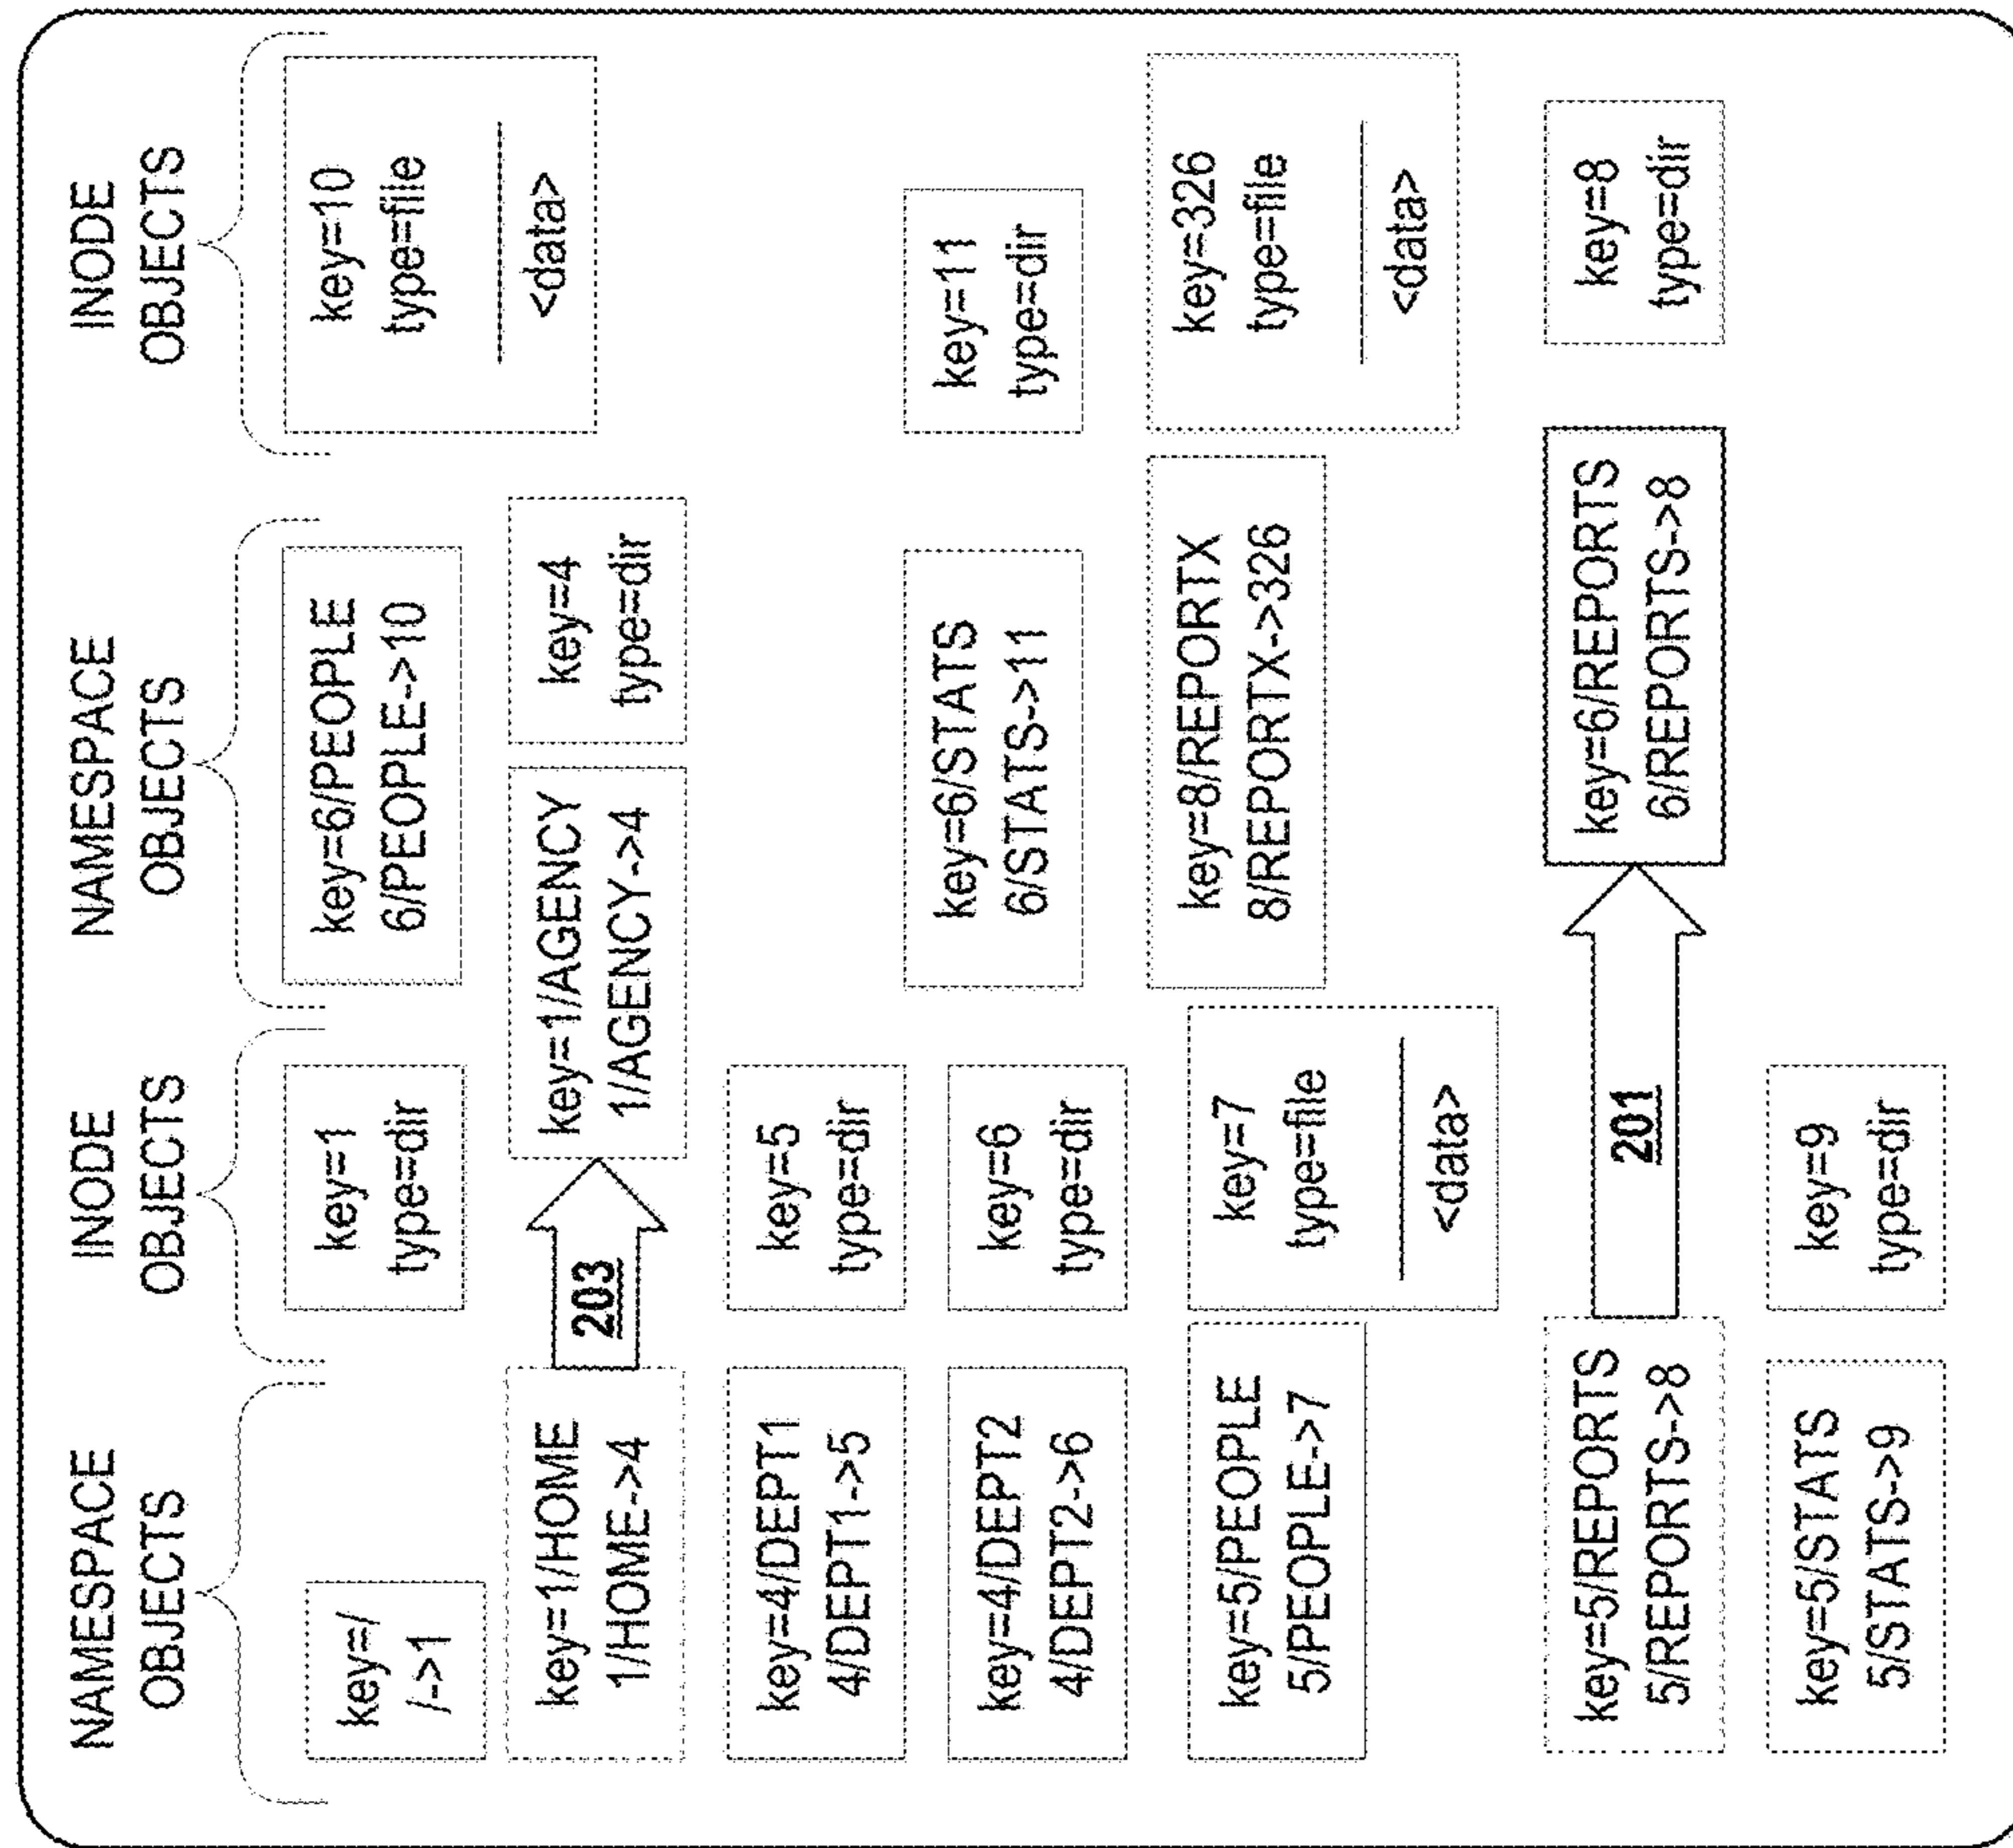 NAMESPACE
OBJECTS
INODE
OBJECTS
NAMESPACE
OBJECTS
INODE
OBJECTS
key=/
/->1
key=1
type=dir
key=6/PEOPLE
6/PEOPLE->10
key=10
type=file
<data>
key=1/HOME
1/HOME->4
203
key=1/AGENCY
1/AGENCY->4
key=4
type=dir
key=4/DEPT1
4/DEPT1->5
key=5
type=dir
key=4/DEPT2
4/DEPT2->6
key=6
type=dir
key=6/STATS
6/STATS->11
key=11
type=dir
key=5/PEOPLE
5/PEOPLE->7
key=7
type=file
<data>
key=8/REPORTX
8/REPORTX->326
key=326
type=file
<data>
key=5/REPORTS
5/REPORTS->8
201
key=6/REPORTS
6/REPORTS->8
key=8
type=dir
key=5/STATS
5/STATS->9
key=9
type=dir